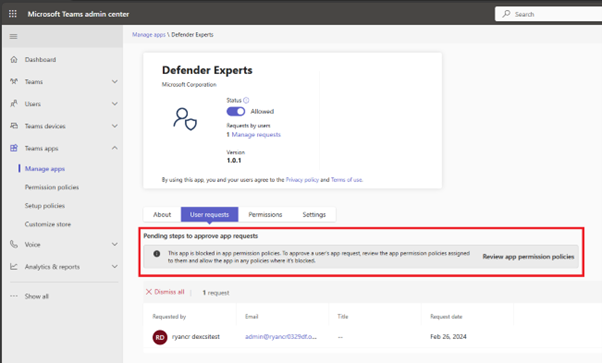 Microsoft Teams admin center
Search
Manage apps \ Defender Experts
Dashboard
Teams
Users
Teams devices
Teams apps
Manage apps
Permission policies
Setup policies
Customize store
Voice
Analytics & reports
Show all
Defender Experts
Microsoft Corporation
Status
Allowed
Requests by users
1 Manage requests
Version
1.0.1
By using this app, you and your users agree to the Privacy policy and Terms of use.
About
User requests
Permissions
Settings
Pending steps to approve app requests
This app is blocked in app permission policies. To approve a user's app request, review the app permission policies assigned
to them and allow the app in any policies where it's blocked.
Review app permission policies
Dismiss all
1 request
Requested by
Email
Title
Request date
RD
ryancr dexcsitest
admin@ryancr0329df.o...
--
Feb 26, 2024